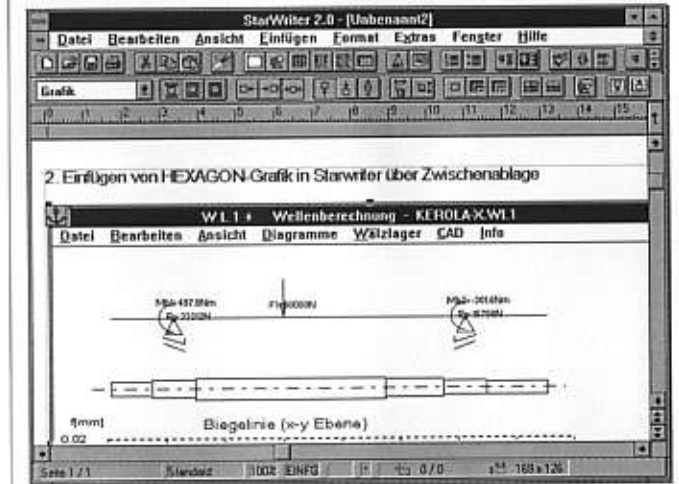 StarWriter 2.0 - [Unbenannt2]
Datei Bearbeiten Ansicht Einfügen Format Extras Fenster Hilfe
Grafik
2. Einfügen von HEXAGON-Grafik in Starwriter über Zwischenablage
WL1+ Wellenberechnung - KEROLA-X.WL1
Datei Bearbeiten Ansicht Diagramme Wälzlager CAD Info
f[mm] Biegelinie (x-y Ebene)
0.02
Seite 1 / 1 Standard 100% EINFG 0 / 0 168 x 126